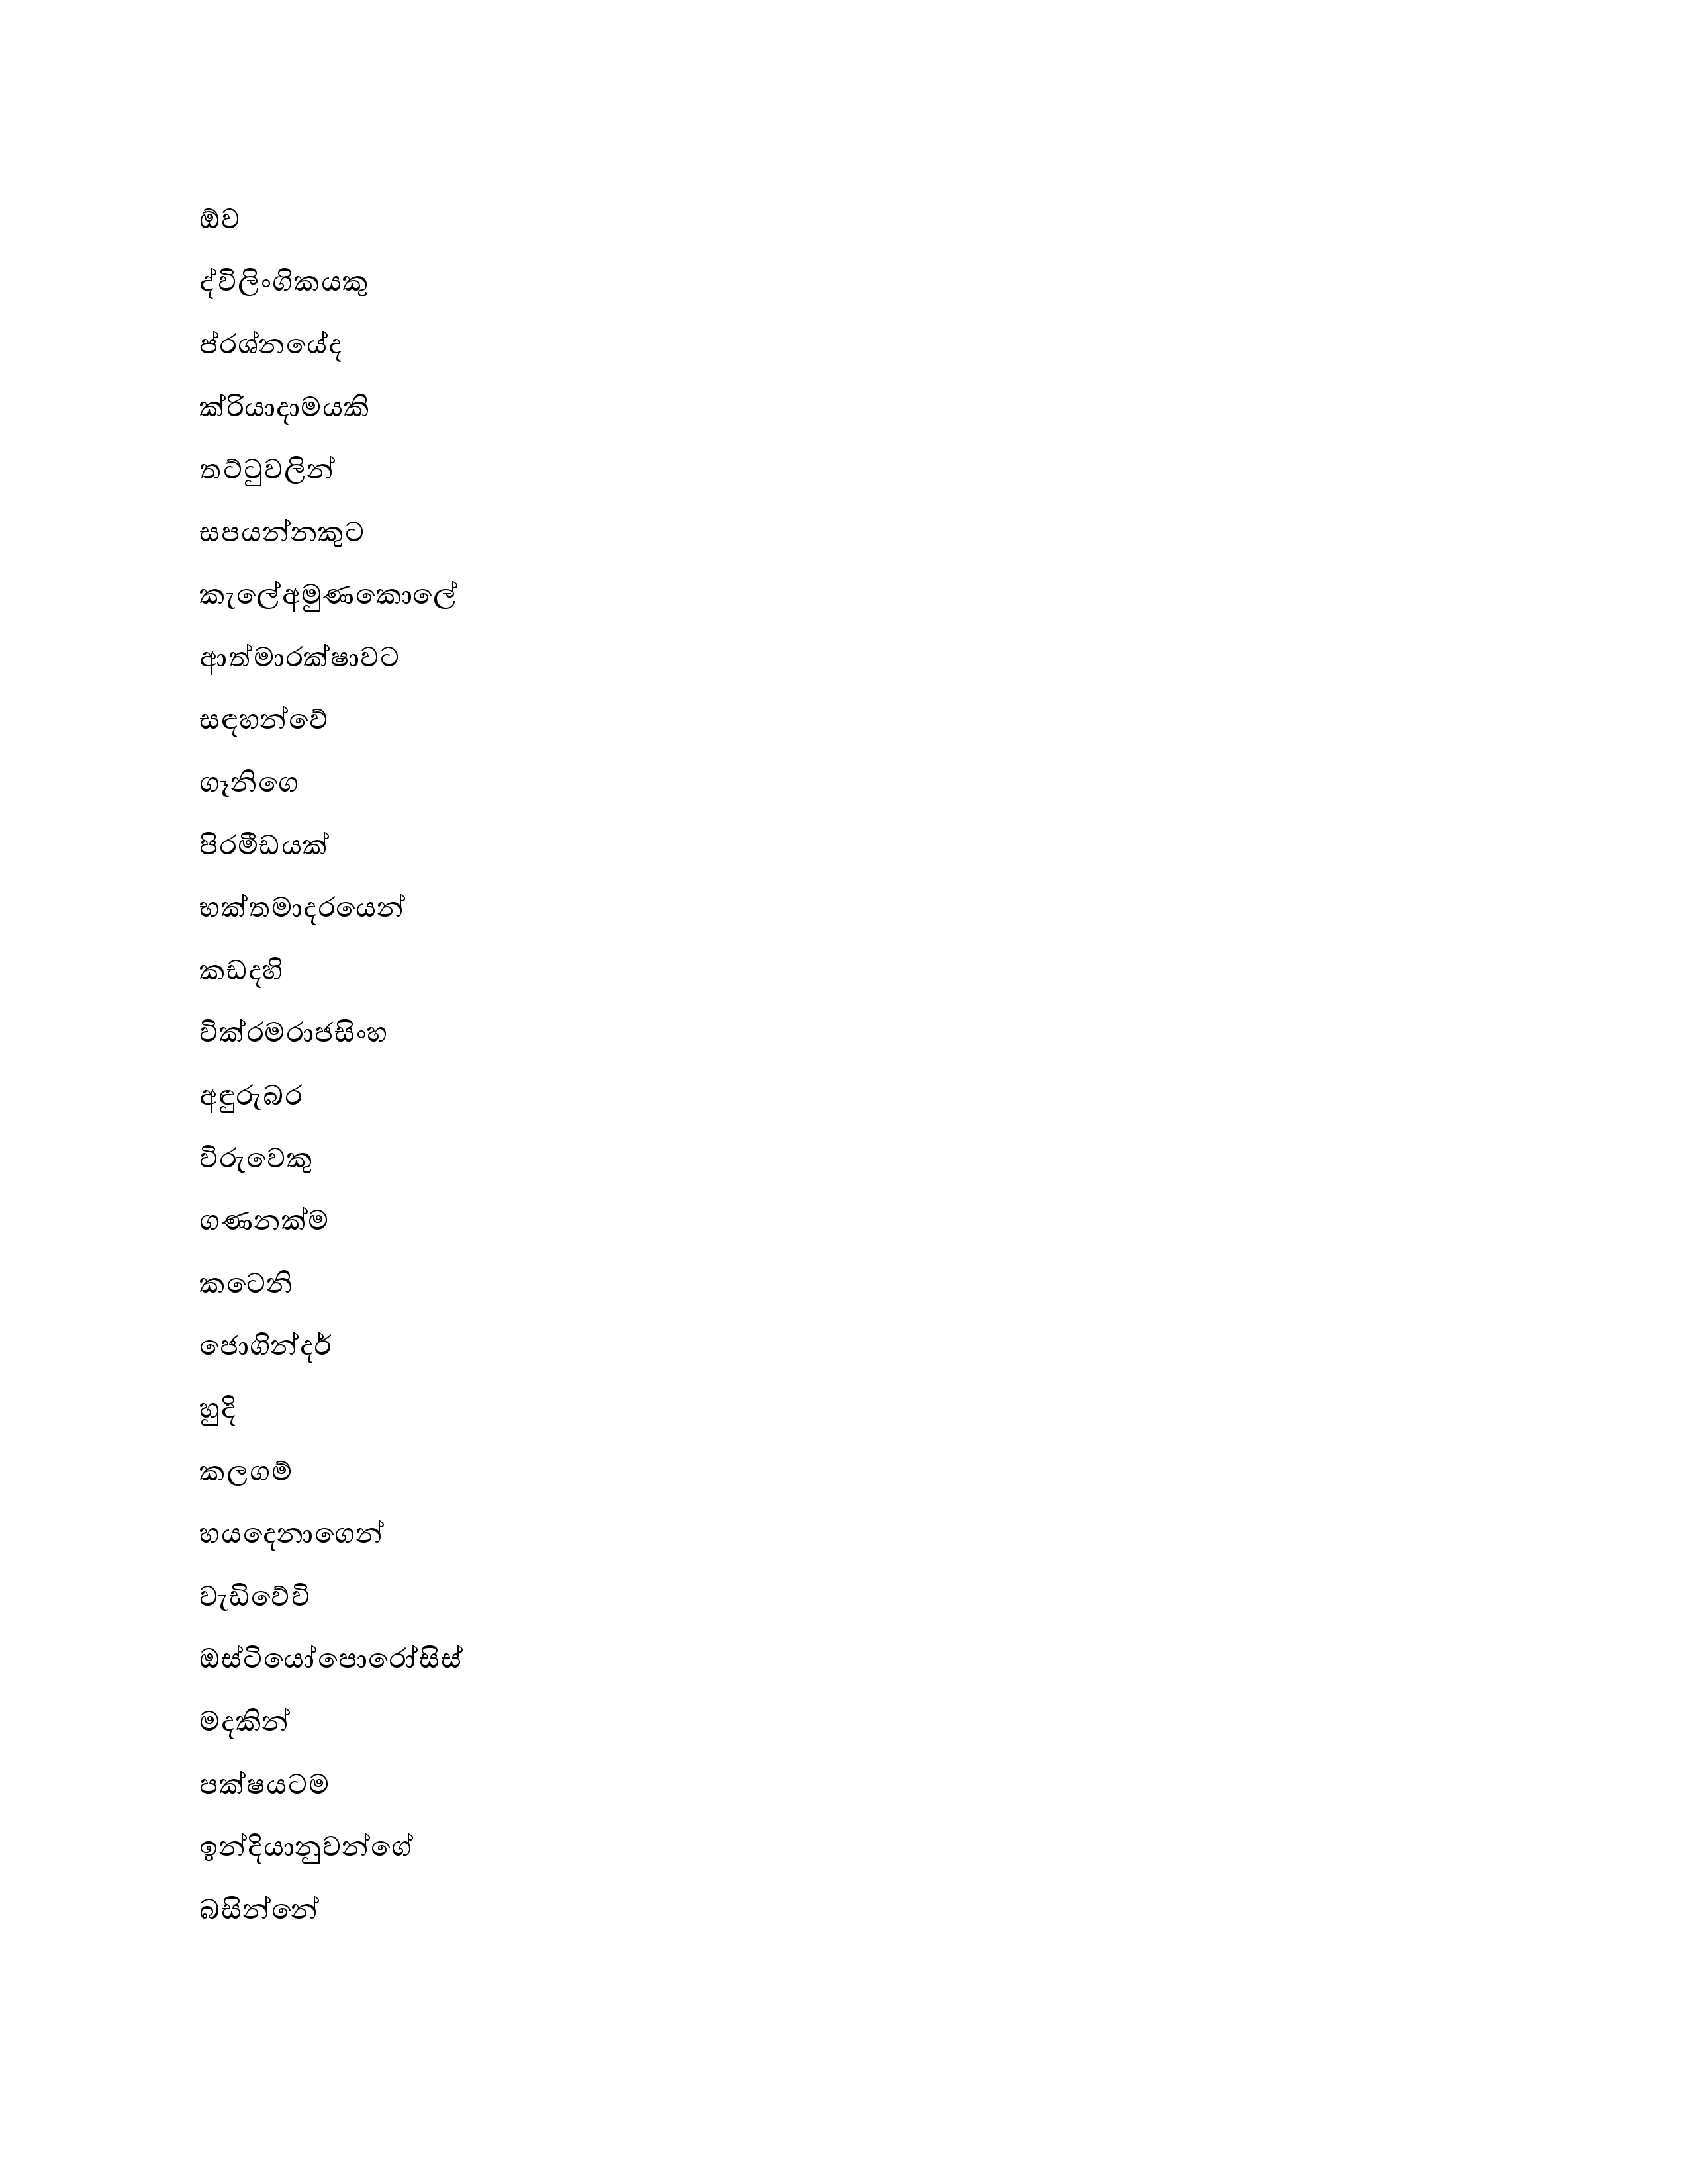 ඕව
ද්විලිංගිකයකු
ප්රශ්නයේද
ක්රියාදාමයකි
තට්ටුවලින්
සපයන්නකුට
කැලේඅමුණකොලේ
ආත්මාරක්ෂාවට
සඳහන්වේ
ගෑනිගෙ
පිරමීඩයක්
භක්තමාදරයෙන්
කඩදහි
වික්රමරාජසිංහ
අඳුරුබර
විරුවෙකු
ගණනක්ම
කටෙනි
ජොගින්දර්
හුදි
කලගම්
හයදෙනාගෙන්
වැඩිවේවි
ඔස්ටියෝපොරෝසිස්
මදකින්
පක්ෂයටම
ඉන්දියානුවන්ගේ
බසින්නේ